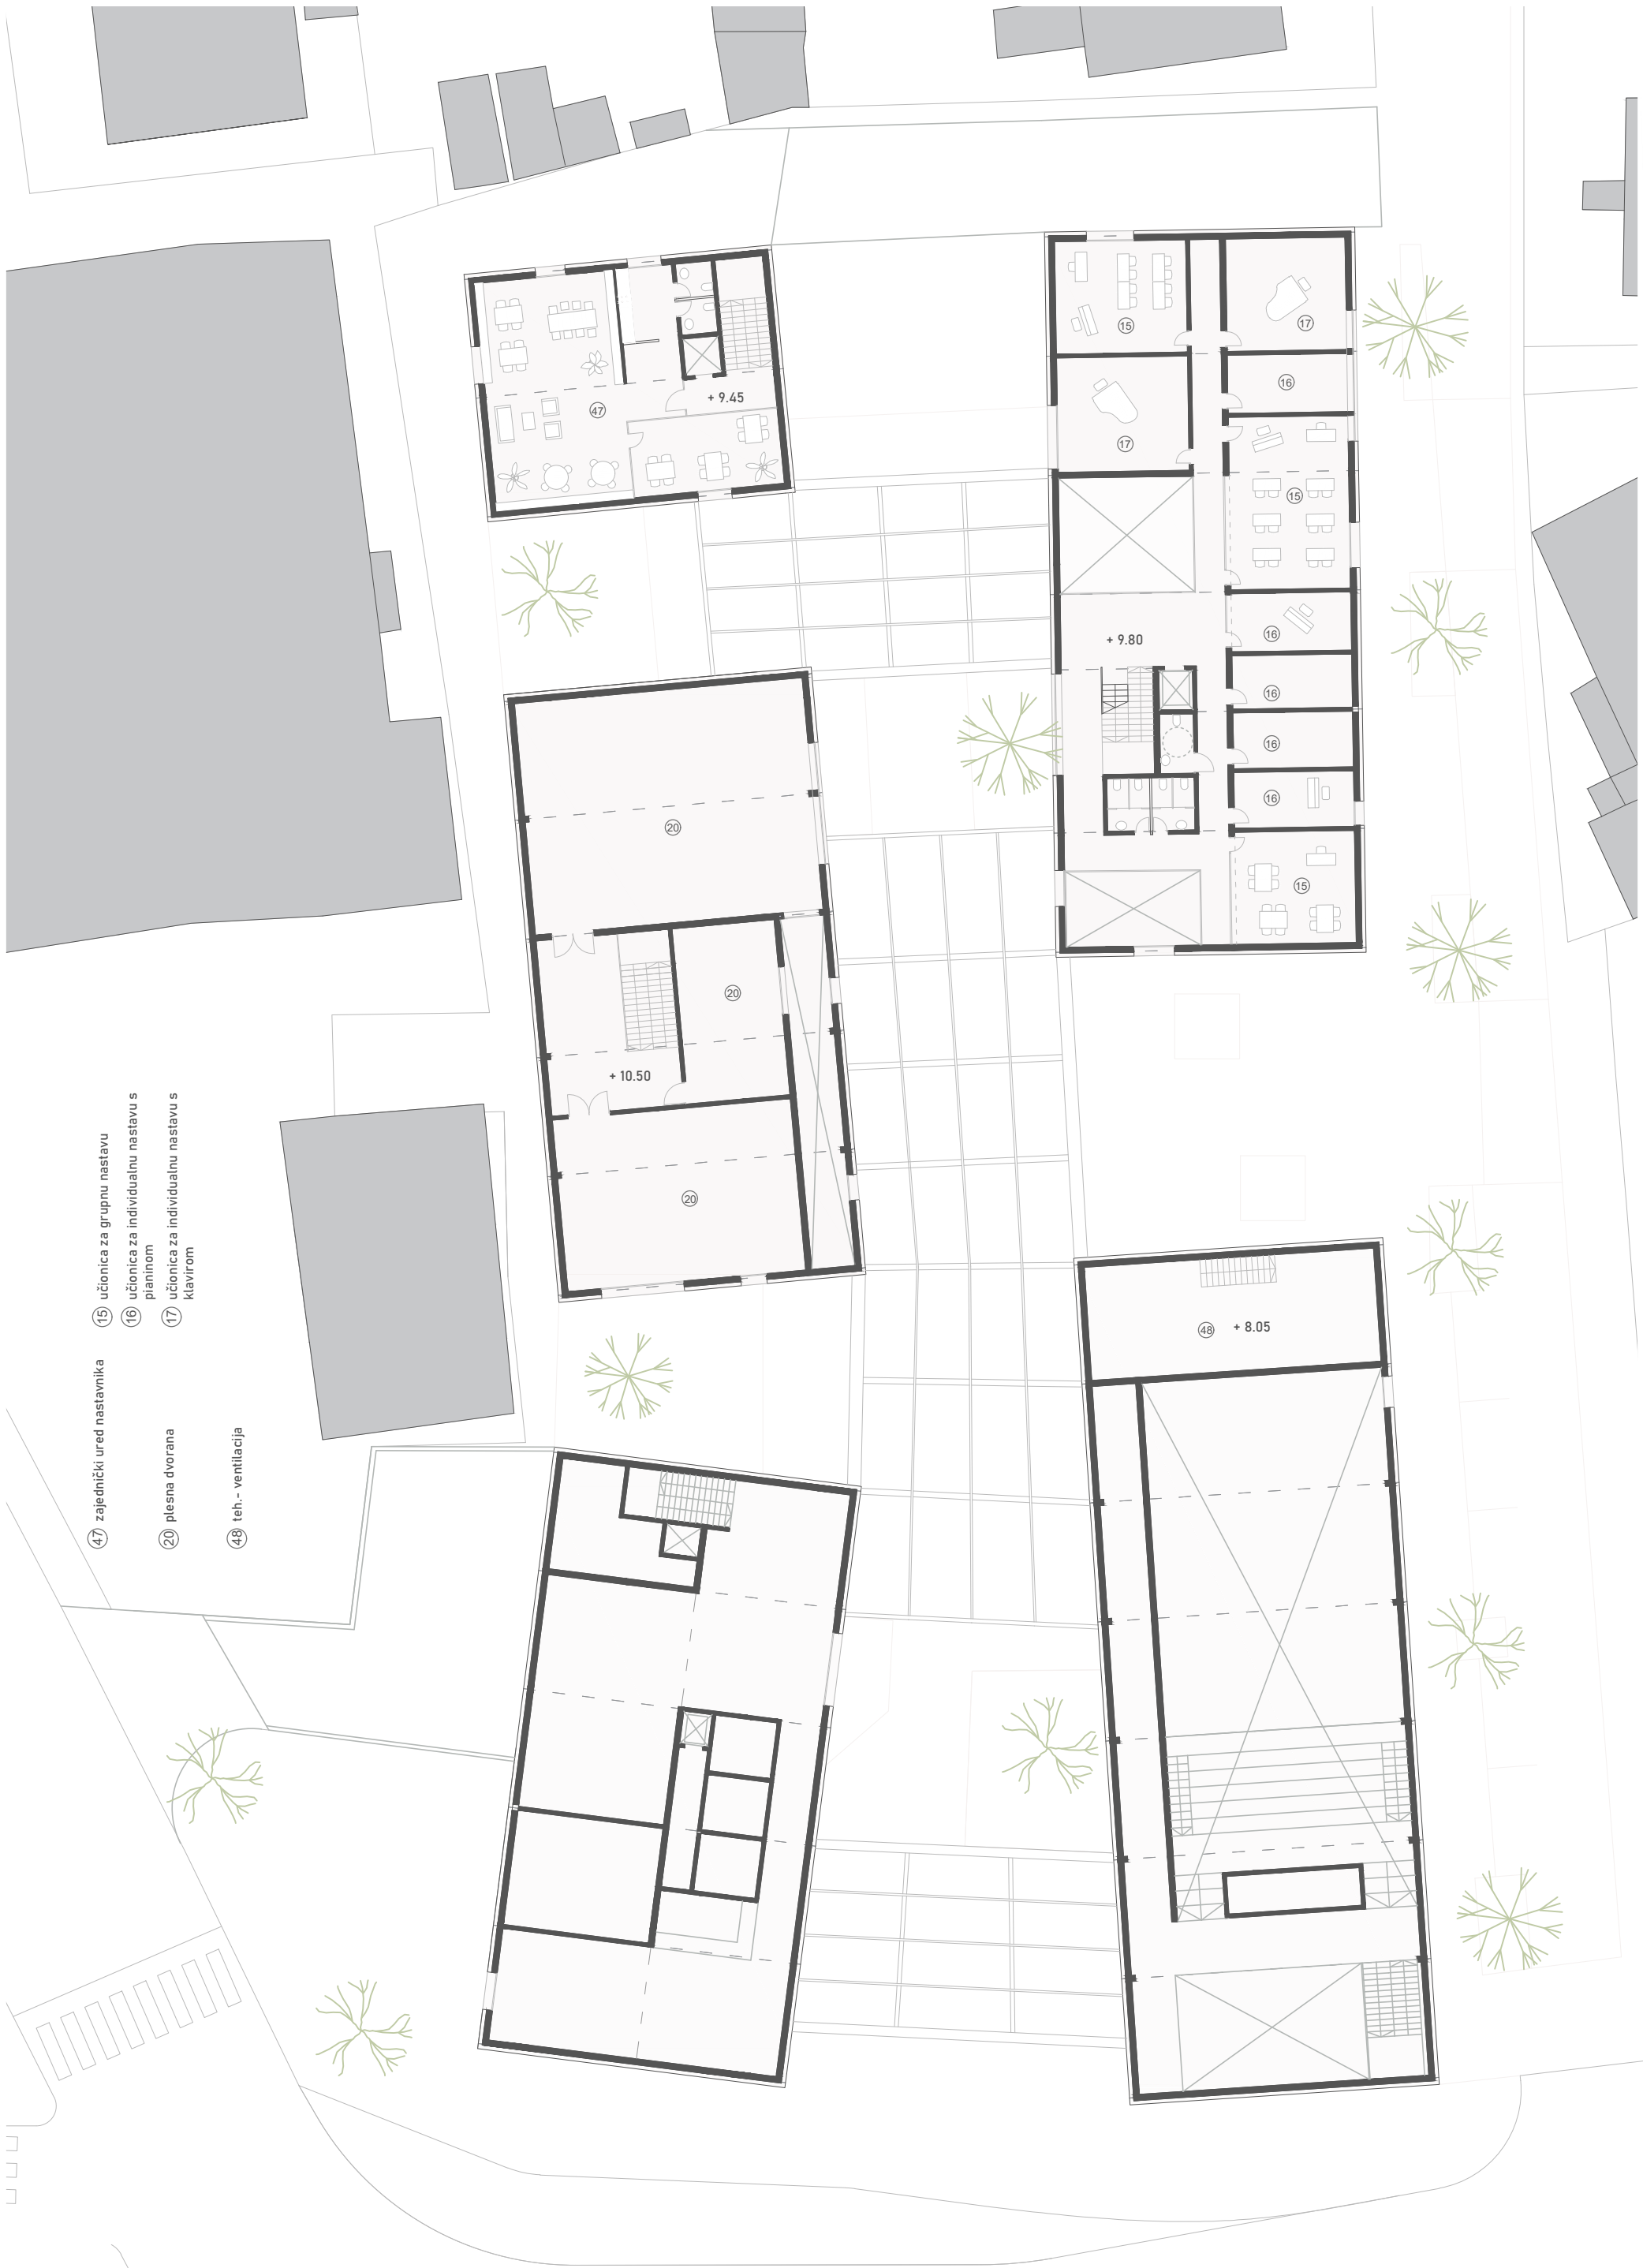 15
17
16
47
+ 9.45
17
15
16
+ 9.80
16
16
20
16
15
20
+ 10.50
20
48 + 8.05
15 učionica za grupnu nastavu
16 učionica za individualnu nastavu s
pianinom
17 učionica za individualnu nastavu s
klavirom
47 zajednički ured nastavnika
20 plesna dvorana
48 teh.- ventilacija